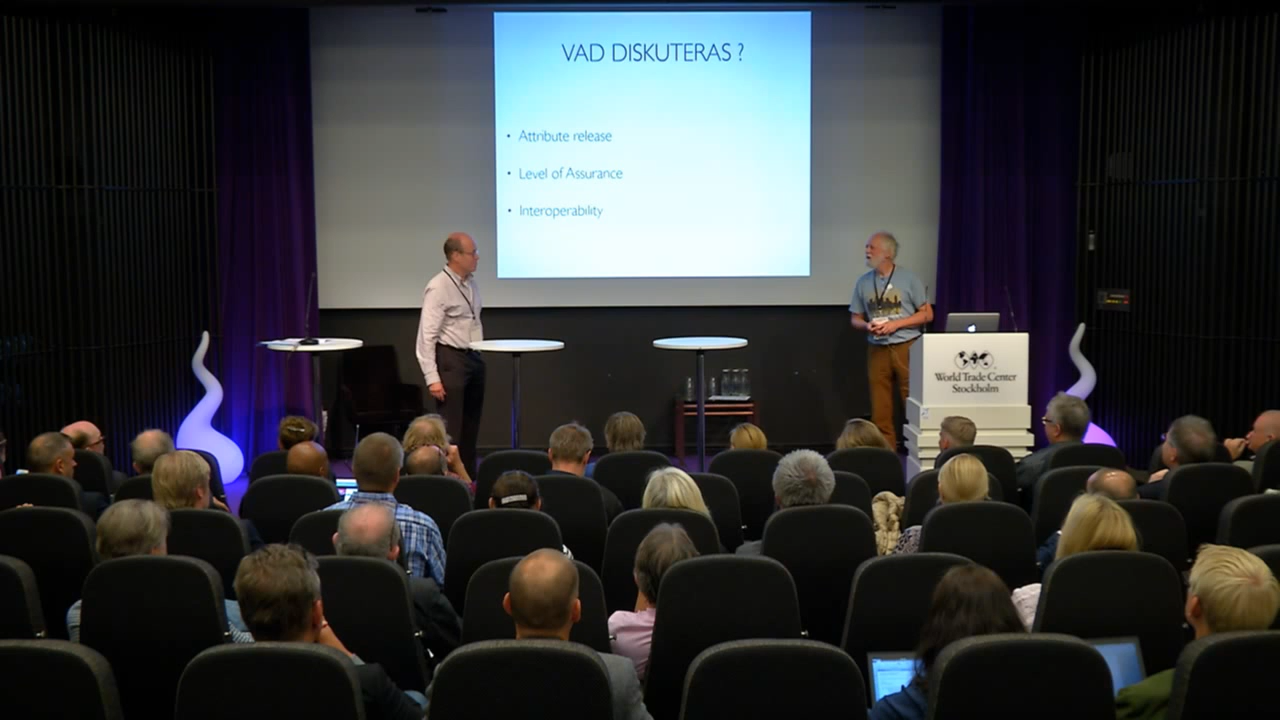 VAD DISKUTERAS ?
• Attribute release
• Level of Assurance
• Interoperability
World Trade Center
Stockholm